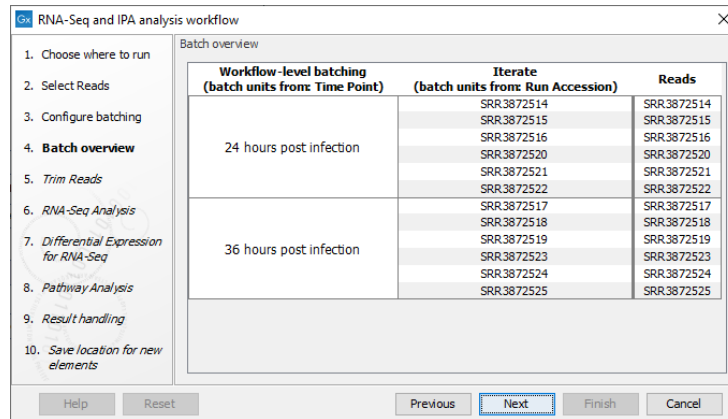 Gx RNA-Seq and IPA analysis workflow
1. Choose where to run
2. Select Reads
3. Configure batching
4. Batch overview
5. Trim Reads
6. RNA-Seq Analysis
7. Differential Expression
for RNA-Seq
8. Pathway Analysis
9. Result handling
10. Save location for new
elements
Batch overview
Workflow-level batching
(batch units from: Time Point)
Iterate
(batch units from: Run Accession)
Reads
24 hours post infection
SRR3872514 SRR3872514
SRR3872515 SRR3872515
SRR3872516 SRR3872516
SRR3872520 SRR3872520
SRR3872521 SRR3872521
SRR3872522 SRR3872522
36 hours post infection
SRR3872517 SRR3872517
SRR3872518 SRR3872518
SRR3872519 SRR3872519
SRR3872523 SRR3872523
SRR3872524 SRR3872524
SRR3872525 SRR3872525
Help Reset Previous Next Finish Cancel